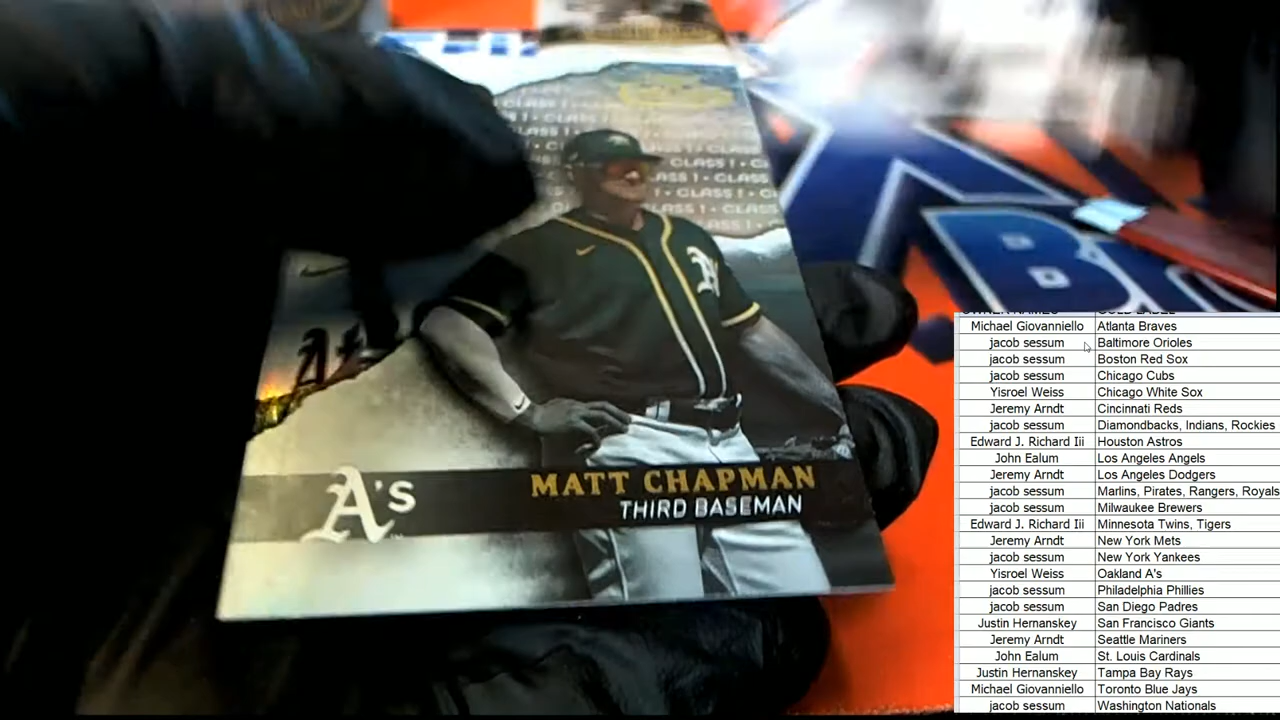 CLASS 1 • CLASS
CLASS 1 • CLASS 1
CLASS 1 • CLAS
A's
MATT CHAPMAN
THIRD BASEMAN
Michael Giovanniello Atlanta Braves
jacob sessum Baltimore Orioles
jacob sessum Boston Red Sox
jacob sessum Chicago Cubs
Yisroel Weiss Chicago White Sox
Jeremy Arndt Cincinnati Reds
jacob sessum Diamondbacks, Indians, Rockies
Edward J. Richard Iii Houston Astros
John Ealum Los Angeles Angels
Jeremy Arndt Los Angeles Dodgers
jacob sessum Marlins, Pirates, Rangers, Royals
jacob sessum Milwaukee Brewers
Edward J. Richard Iii Minnesota Twins, Tigers
Jeremy Arndt New York Mets
jacob sessum New York Yankees
Yisroel Weiss Oakland A's
jacob sessum Philadelphia Phillies
jacob sessum San Diego Padres
Justin Hernanskey San Francisco Giants
Jeremy Arndt Seattle Mariners
John Ealum St. Louis Cardinals
Justin Hernanskey Tampa Bay Rays
Michael Giovanniello Toronto Blue Jays
jacob sessum Washington Nationals